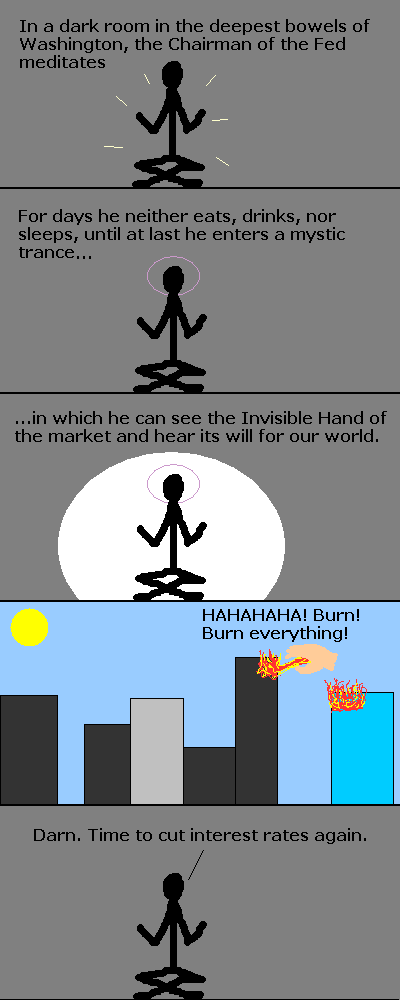 In a dark room in the deepest bowels of
Washington, the Chairman of the Fed
meditates
For days he neither eats, drinks, nor
sleeps, until at last he enters a mystic
trance...
...in which he can see the Invisible Hand of
the market and hear its will for our world.
HAHAHAHA! Burn!
Burn everything!
Darn. Time to cut interest rates again.